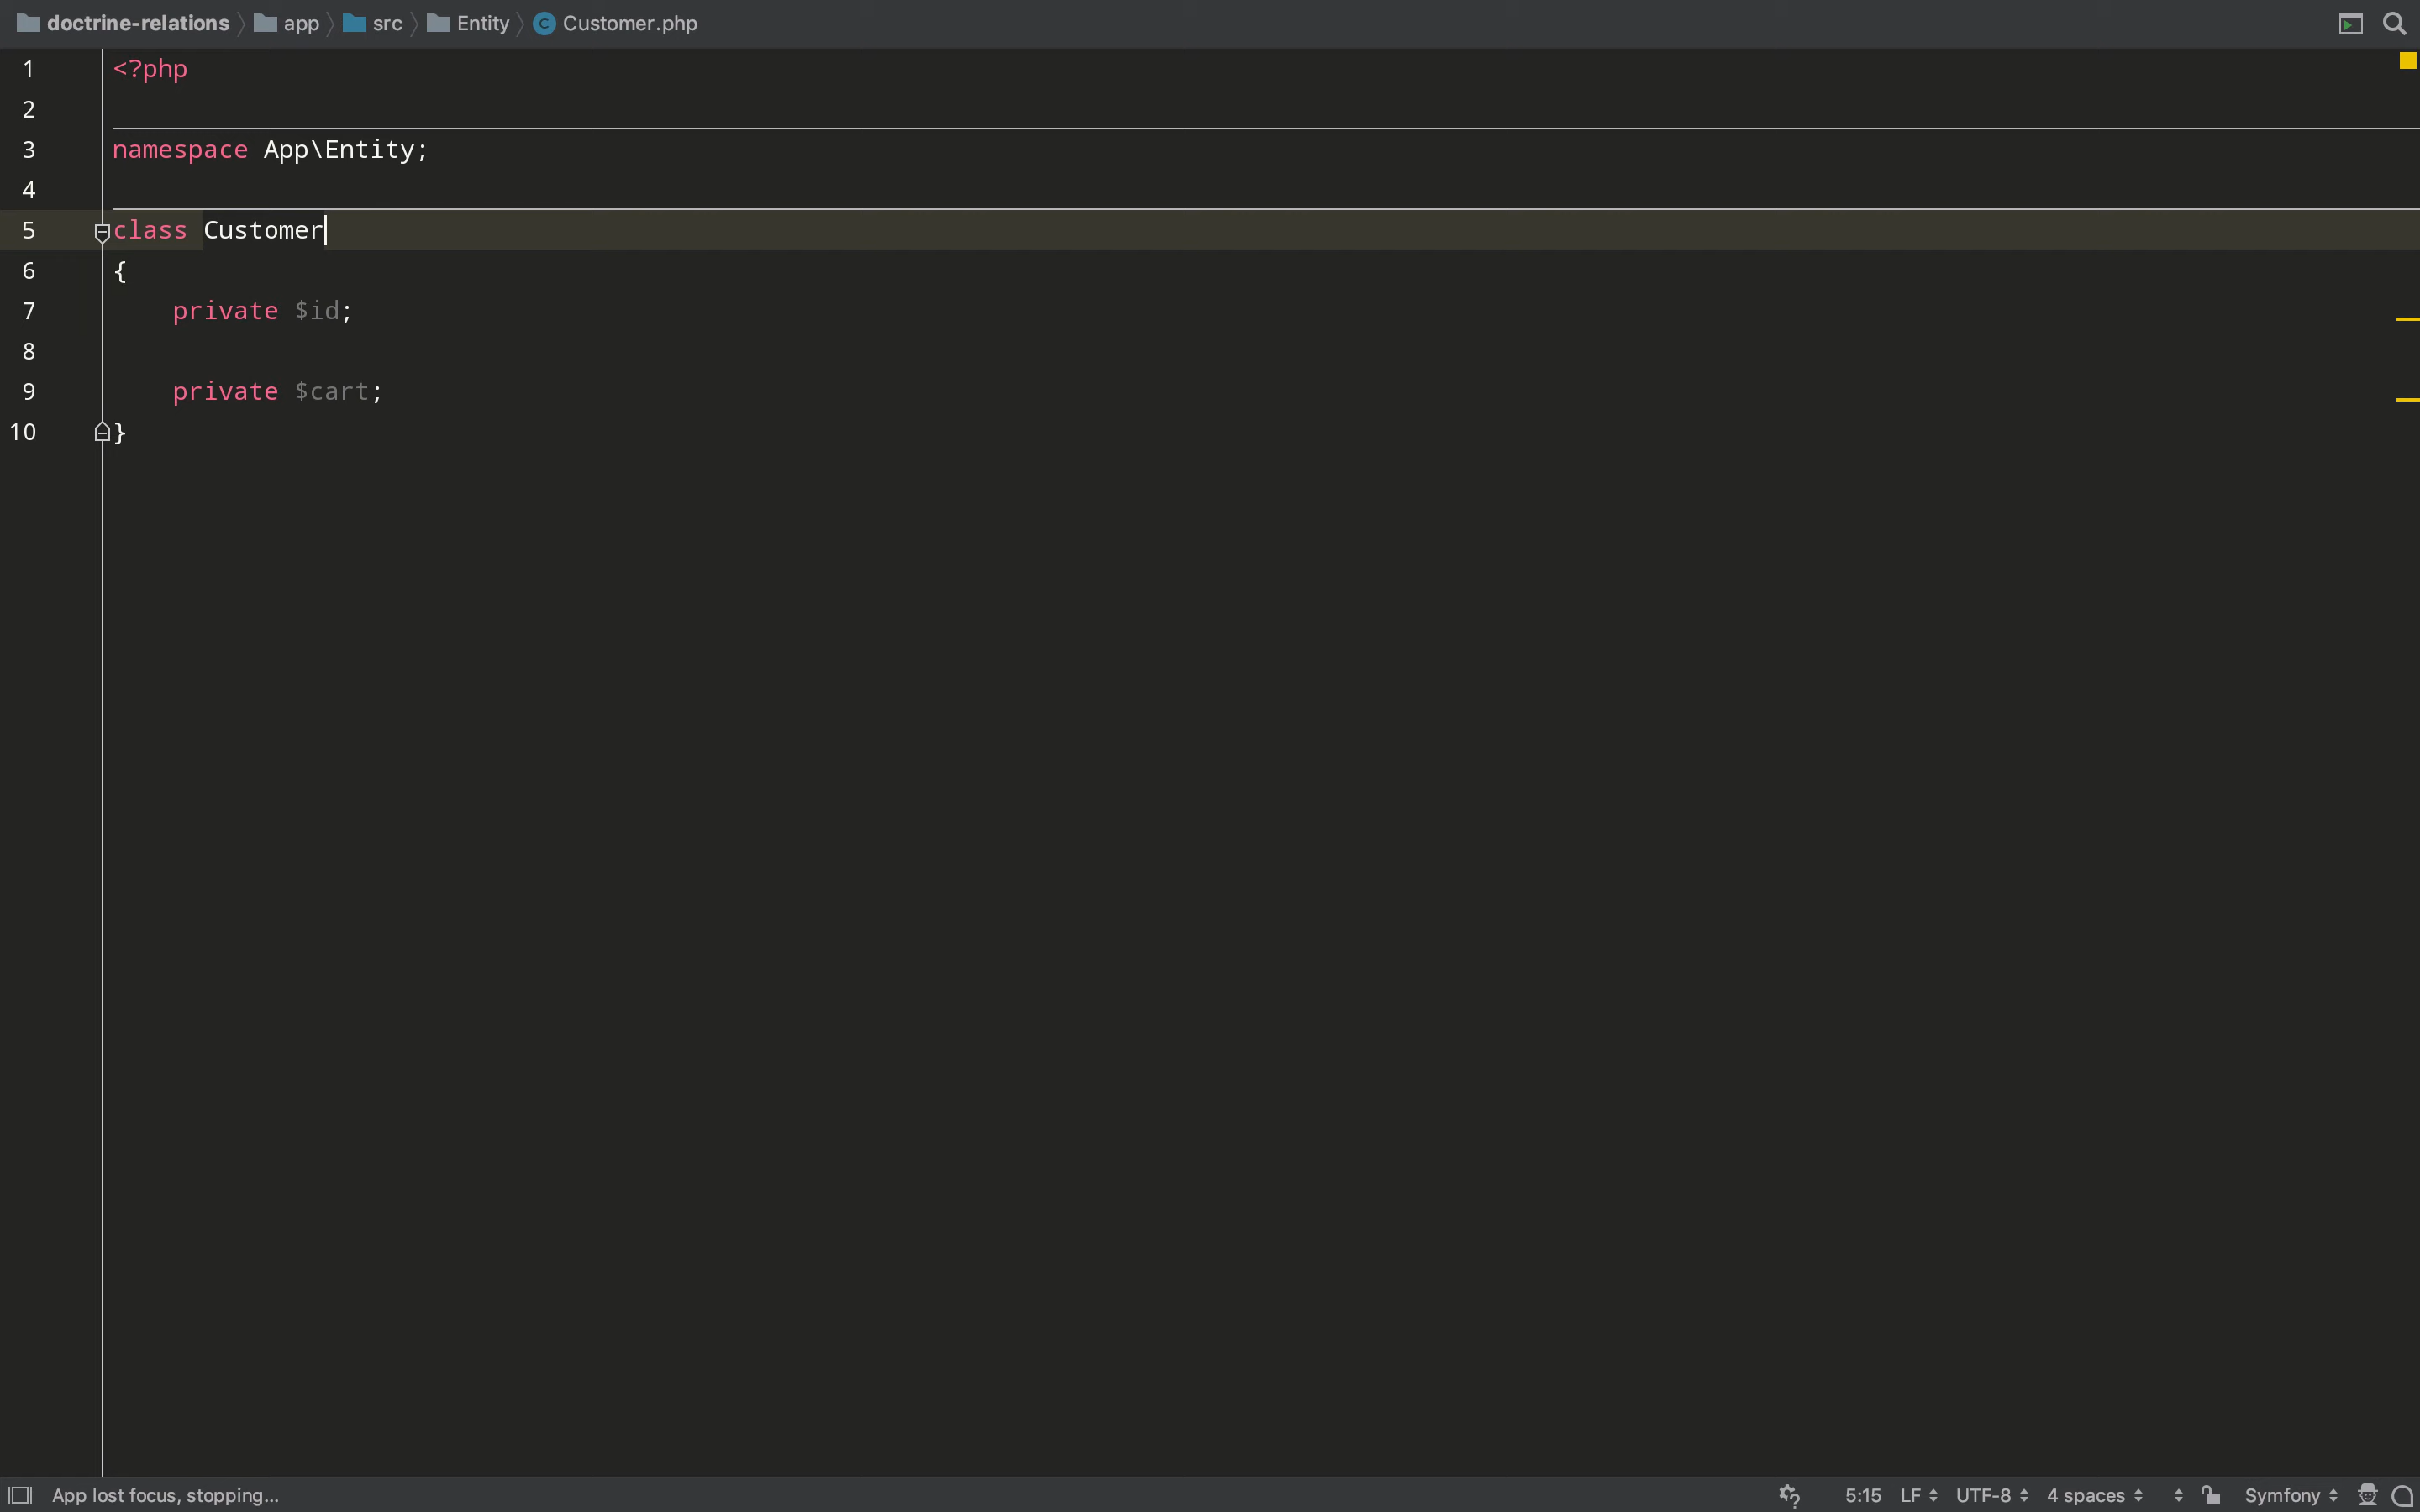 doctrine-relations app src Entity Customer.php
1 <?php
2
3 namespace App\Entity;
4
5 class Customer
6 {
7     private $id;
8
9     private $cart;
10 }
App lost focus, stopping... 5:15 LF UTF-8 4 spaces Symfony